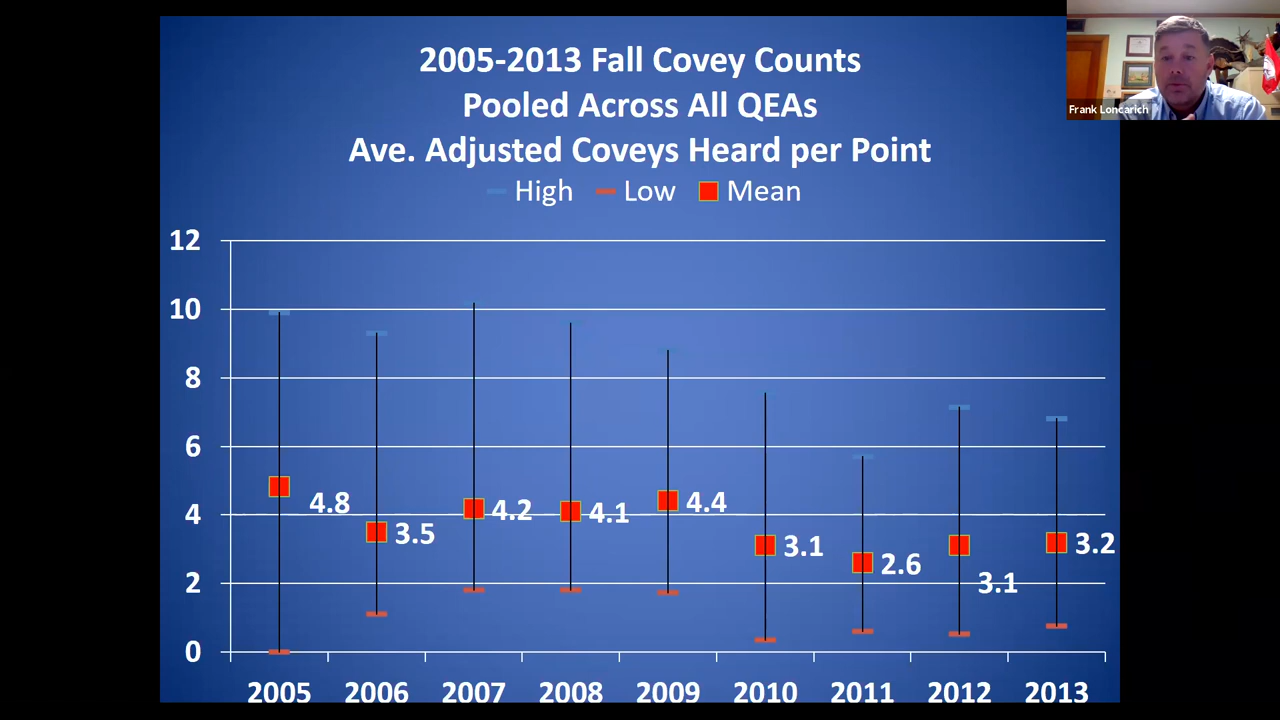 2005-2013 Fall Covey Counts
Pooled Across All QEAs
Ave. Adjusted Coveys Heard per Point
High Low Mean
Frank Loncarich
12
10
8
6
4
2
0
4.8
3.5
4.2
4.1
4.4
3.1
2.6
3.1
3.2
2005 2006 2007 2008 2009 2010 2011 2012 2013